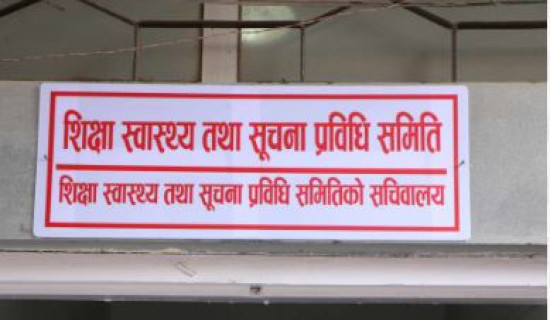 शिक्षा स्वास्थ्य तथा सूचना प्रविधि समिति
शिक्षा स्वास्थ्य तथा सूचना प्रविधि समितिको सचिवालय